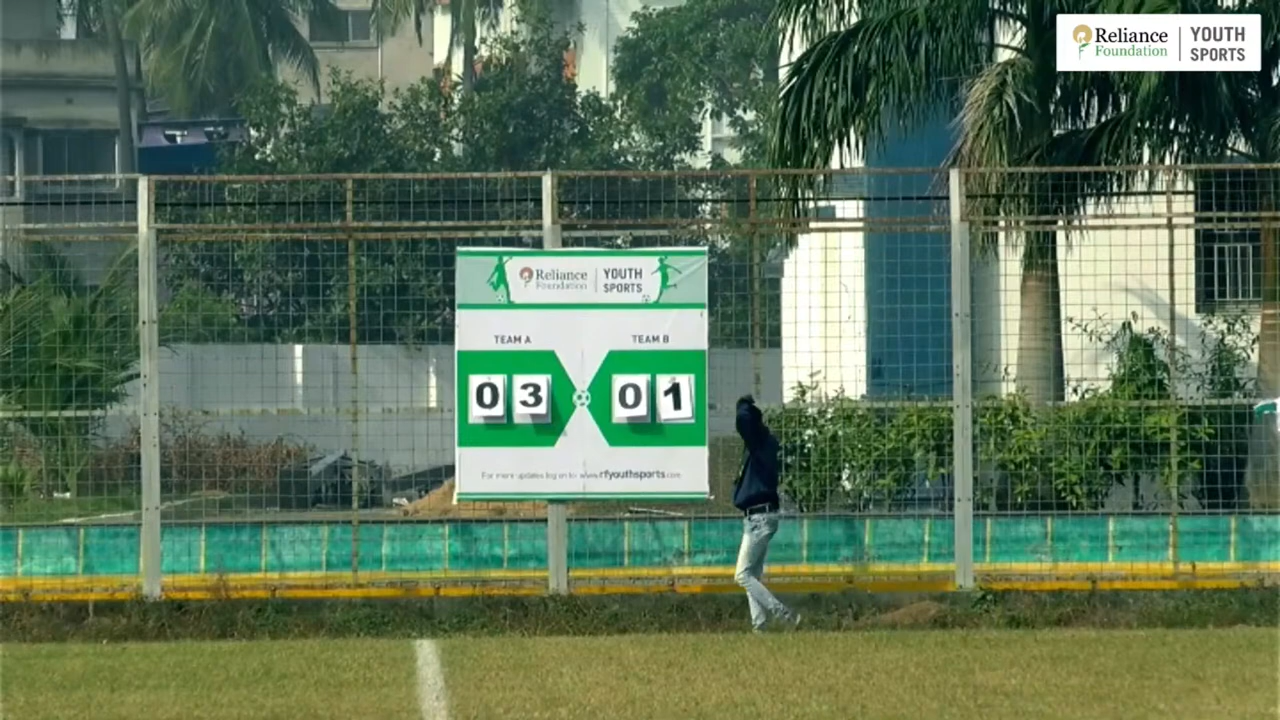 Reliance
Foundation
YOUTH
SPORTS
Reliance
Foundation
YOUTH
SPORTS
TEAM A
TEAM B
03
01
For more updates log on to: www.rfyouthsports.com